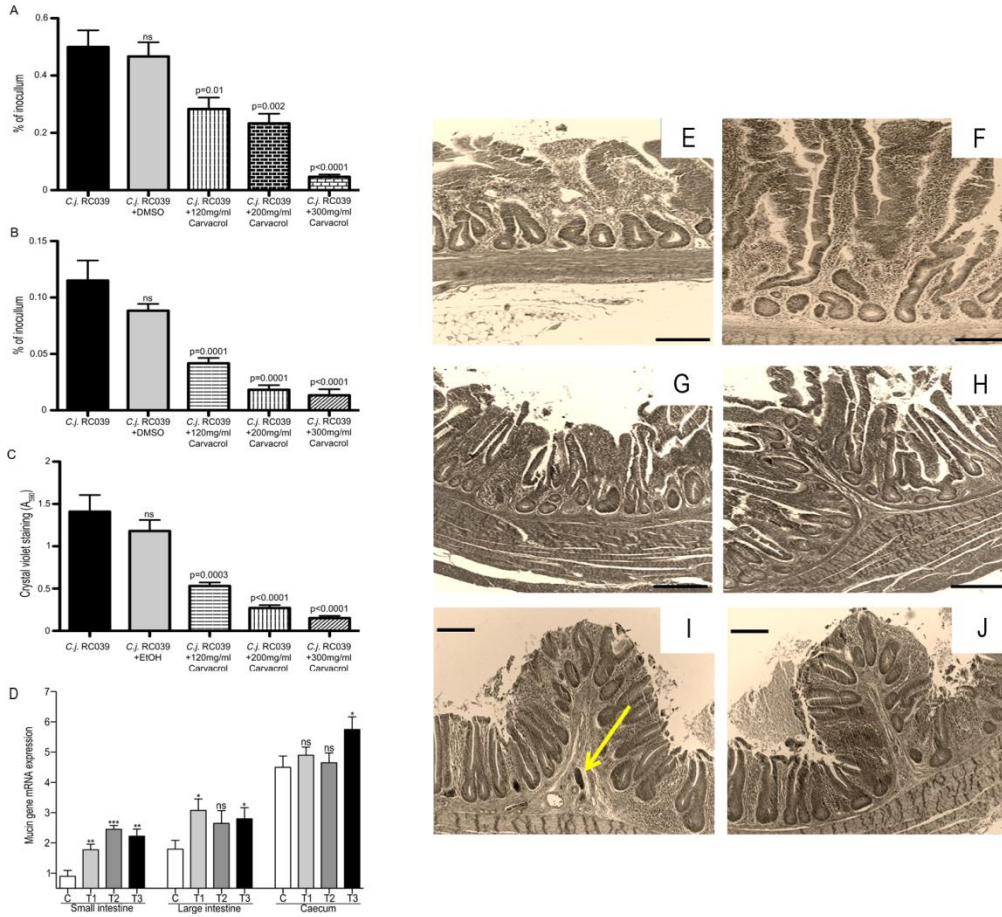 A
0.6
0.4
0.2
0
% of inocullum
ns
p=0.01
p=0.002
p<0.0001
C.j. RC039
C.j. RC039
+DMSO
C.j. RC039
+120mg/ml
Carvacrol
C.j. RC039
+200mg/ml
Carvacrol
C.j. RC039
+300mg/ml
Carvacrol
B
0.15
0.10
0.05
0
% of inocullum
ns
p=0.0001
p=0.0001
p<0.0001
C.j. RC039
C.j. RC039
+DMSO
C.j. RC039
+120mg/ml
Carvacrol
C.j. RC039
+200mg/ml
Carvacrol
C.j. RC039
+300mg/ml
Carvacrol
C
2
1.5
1
0.5
0
Crystal violet staining (A590)
ns
p=0.0003
p<0.0001
p<0.0001
C.j. RC039
C.j. RC039
+EtOH
C.j. RC039
+120mg/ml
Carvacrol
C.j. RC039
+200mg/ml
Carvacrol
C.j. RC039
+300mg/ml
Carvacrol
D
7
6
5
4
3
2
1
Mucin gene mRNA expression
**
***
**
*
ns
*
ns
ns
*
C T1 T2 T3
C T1 T2 T3
C T1 T2 T3
Small intestine
Large intestine
Caecum
E
F
G
H
I
J